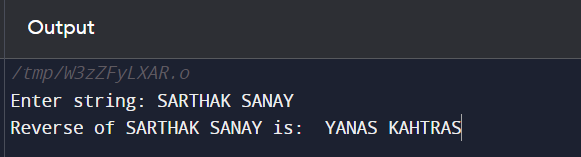 Output
/tmp/W3zZFyLXAR.o
Enter string: SARTHAK SANAY
Reverse of SARTHAK SANAY is:  YANAS KAHTRAS